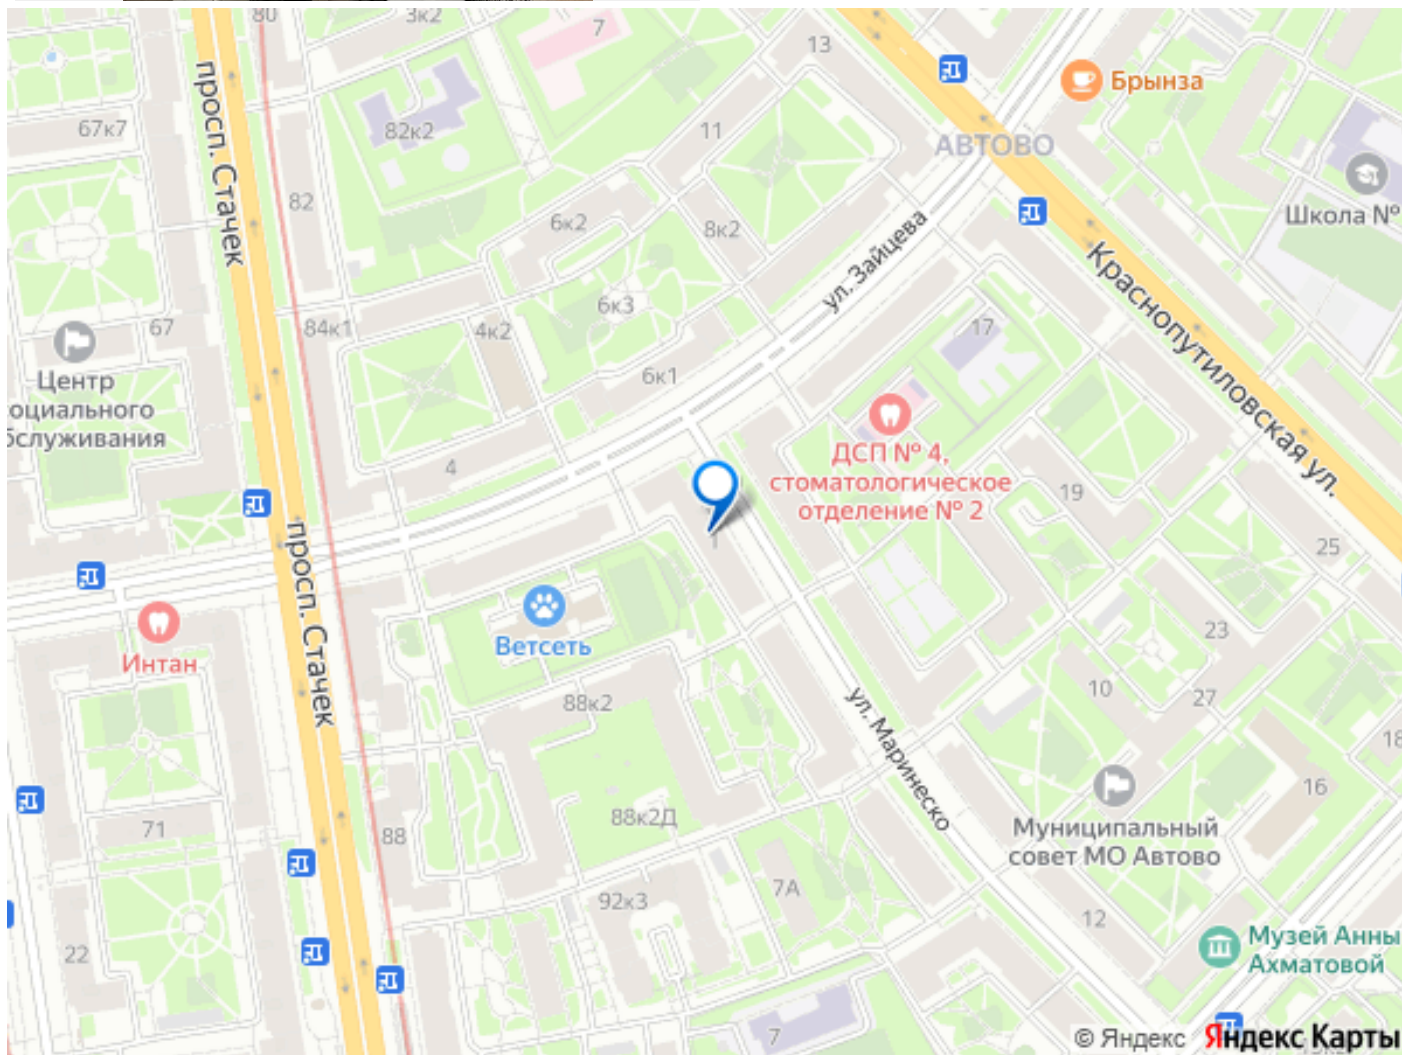 80
3к2
7
13
Брынза
просп. Стачек
67к7
82к2
11
АВТОВО
82
Школа №
6к2
8к2
ул. Зайцева
Краснопутиловская ул.
67
84к1
4к2
6к3
17
Центр
оциального
бслуживания
6к1
4
ДСП № 4,
стоматологическое
отделение № 2
19
1
25
просп. Стачек
Интан
Ветсеть
23
10
27
88к2
ул. Маринеско
18
16
71
88
88к2Д
Муниципальный
совет МО Автово
7А
92к3
12
22
Музей Анны
Ахматовой
7
© Яндекс
Яндекс Карты